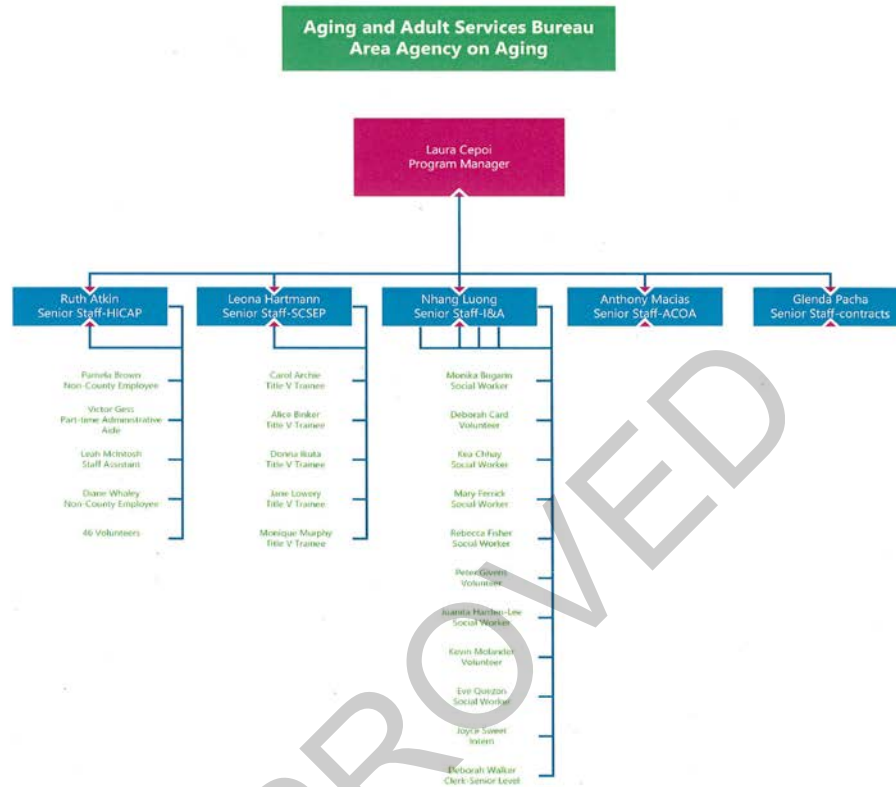 Aging and Adult Services Bureau
Area Agency on Aging
Laura Cepoi
Program Manager
Ruth Atkin
Senior Staff-HICAP
Leona Hartmann
Senior Staff-SCSEP
Nhang Luong
Senior Staff-I&A
Anthony Macias
Senior Staff-ACOA
Glenda Pacha
Senior Staff-contracts
Pamela Brown
Non-County Employee
Victor Gess
Part-time Administrative
Aide
Leah McIntosh
Staff Assistant
Diane Whaley
Non-County Employee
46 Volunteers
Carol Archie
Title V Trainee
Alice Binker
Title V Trainee
Donna Ikuta
Title V Trainee
Jane Lowery
Title V Trainee
Monique Murphy
Title V Trainee
Monika
Social Worker
Deborah Card
Volunteer
Kea Chhay
Social Worker
Mary Ferrick
Social Worker
Rebecca Fisher
Social Worker
Peter Givens
Volunteer
Juanita Harden-Lee
Social Worker
Kevin Molander
Volunteer
Eve Quezon
Social Worker
Joyce Sweet
Intern
Deborah Walker
Clerk-Senior Level
PROVED